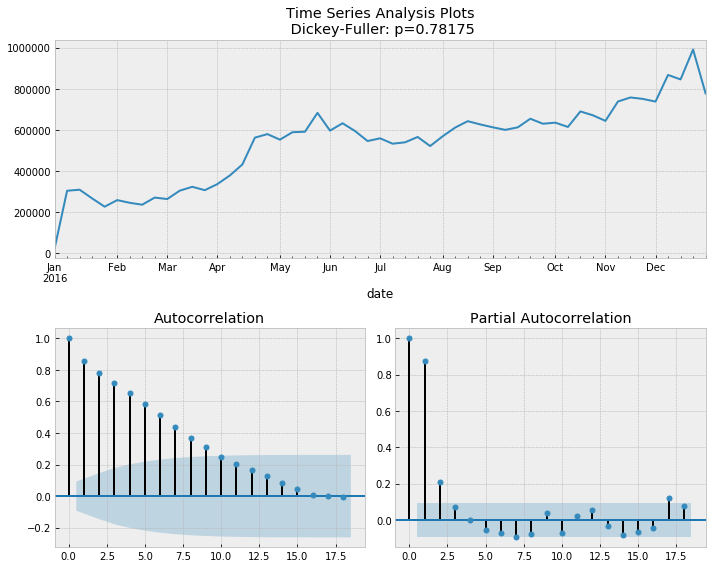 Time Series Analysis Plots
Dickey-Fuller: p=0.78175
1000000
800000
600000
400000
200000
0
Jan Feb Mar Apr May Jun Jul Aug Sep Oct Nov Dec
2016
date
Autocorrelation
1.0
0.8
0.6
0.4
0.2
0.0
−0.2
0.0 2.5 5.0 7.5 10.0 12.5 15.0 17.5
Partial Autocorrelation
1.0
0.8
0.6
0.4
0.2
0.0
0.0 2.5 5.0 7.5 10.0 12.5 15.0 17.5